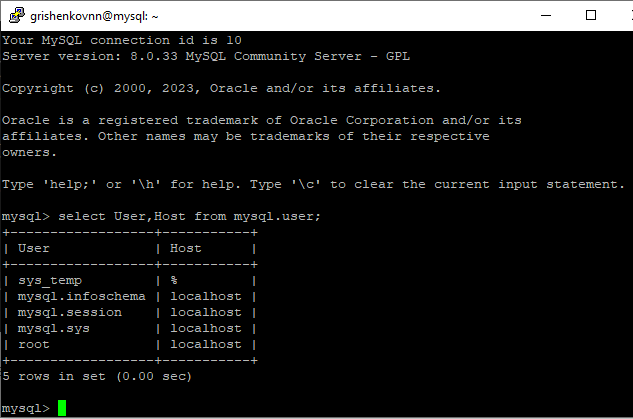 grishenkovnn@mysql: ~
Your MySQL connection id is 10
Server version: 8.0.33 MySQL Community Server - GPL
Copyright (c) 2000, 2023, Oracle and/or its affiliates.
Oracle is a registered trademark of Oracle Corporation and/or its
affiliates. Other names may be trademarks of their respective
owners.
Type 'help;' or '\h' for help. Type '\c' to clear the current input statement.
mysql> select User,Host from mysql.user;
+------------------+-----------+
| User             | Host      |
+------------------+-----------+
| sys_temp         | %         |
| mysql.infoschema | localhost |
| mysql.session    | localhost |
| mysql.sys        | localhost |
| root             | localhost |
+------------------+-----------+
5 rows in set (0.00 sec)
mysql>